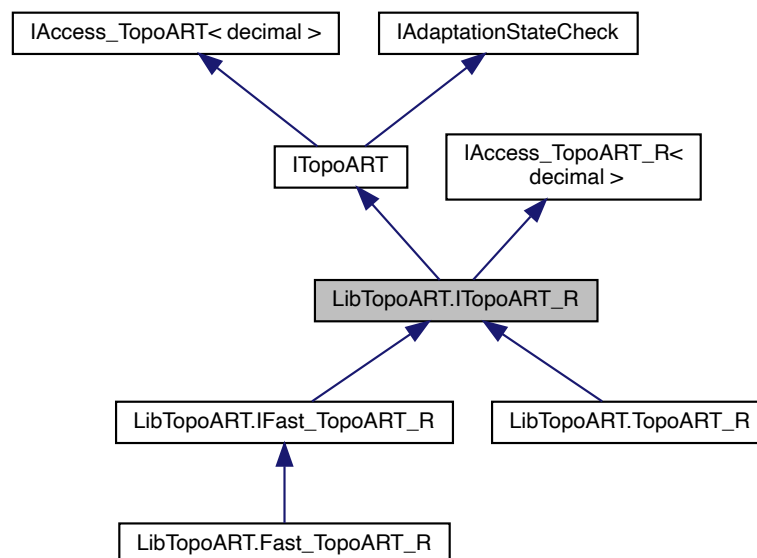 IAccess_TopoART< decimal >
IAdaptationStateCheck
ITopoART
IAccess_TopoART_R<
decimal >
LibTopoART.ITopoART_R
LibTopoART.IFast_TopoART_R
LibTopoART.TopoART_R
LibTopoART.Fast_TopoART_R